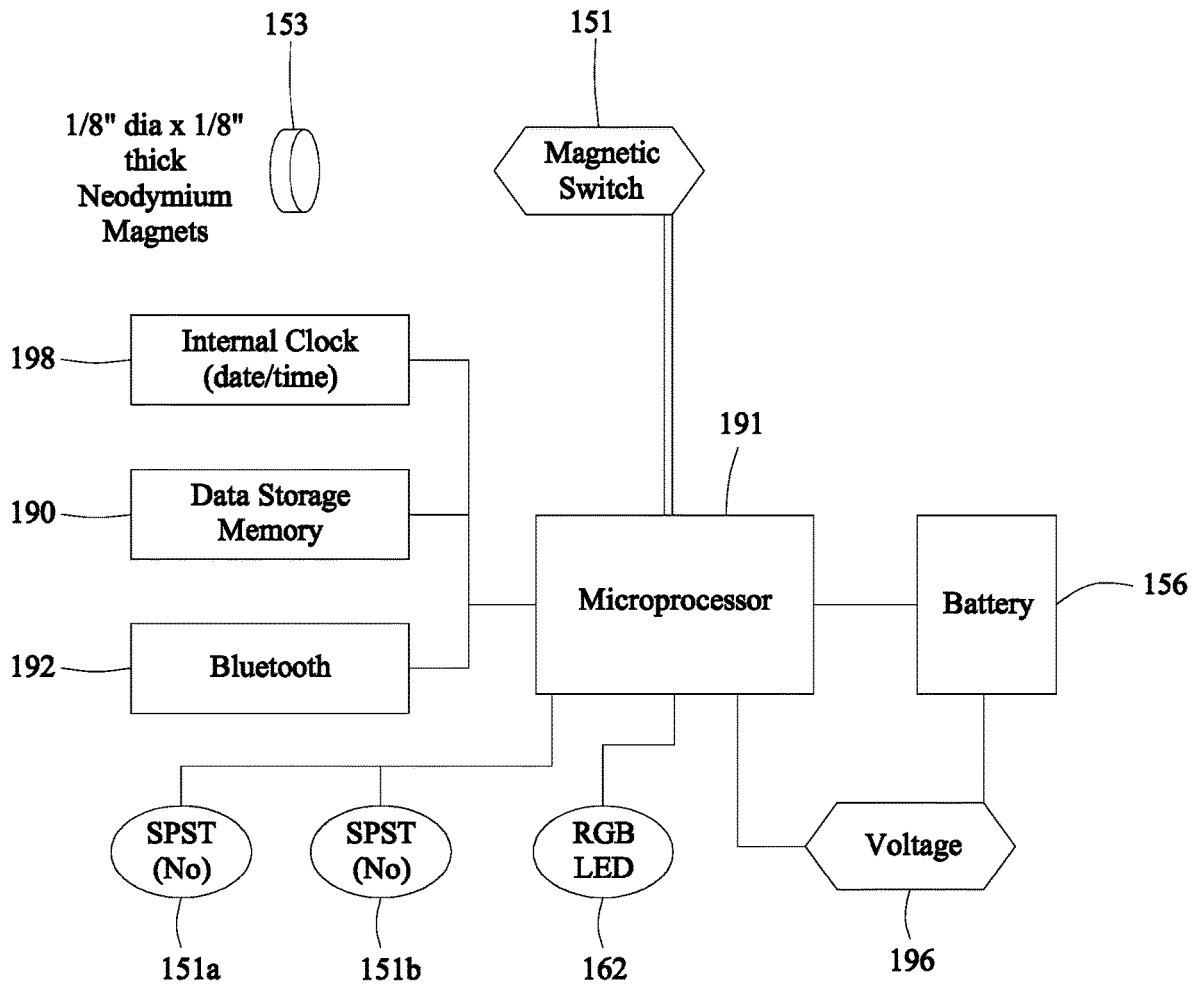 153
151
1/8" dia x 1/8"
thick
Neodymium
Magnets
Magnetic
Switch
198
Internal Clock
(date/time)
191
190
Data Storage
Memory
Microprocessor
Battery
156
192
Bluetooth
SPST
(No)
SPST
(No)
RGB
LED
Voltage
151a
151b
162
196